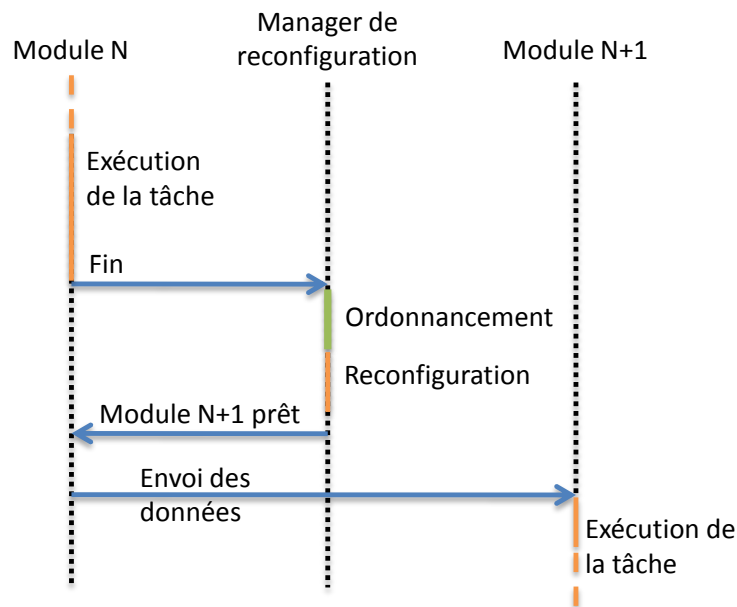 Module N
Manager de
reconfiguration
Module N+1
Exécution
de la tâche
Fin
Ordonnancement
Reconfiguration
Module N+1 prêt
Envoi des
données
Exécution de
la tâche